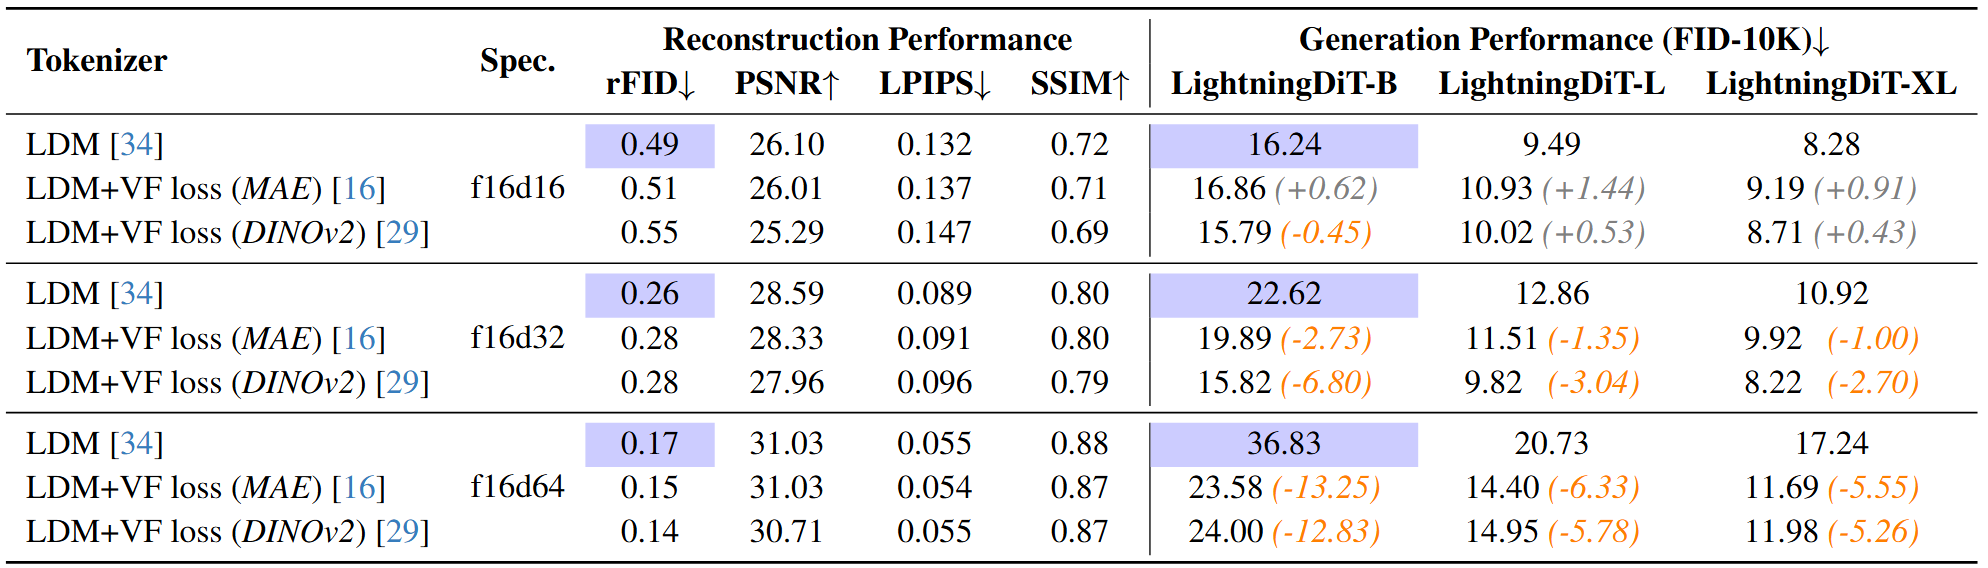 Tokenizer Spec. Reconstruction Performance Generation Performance (FID-10K)↓
rFID↓ PSNR↑ LPIPS↓ SSIM↑ LightningDiT-B LightningDiT-L LightningDiT-XL
LDM [34] 0.49 26.10 0.132 0.72 16.24 9.49 8.28
LDM+VF loss (MAE) [16] f16d16 0.51 26.01 0.137 0.71 16.86 (+0.62) 10.93 (+1.44) 9.19 (+0.91)
LDM+VF loss (DINOv2) [29] 0.55 25.29 0.147 0.69 15.79 (-0.45) 10.02 (+0.53) 8.71 (+0.43)
LDM [34] 0.26 28.59 0.089 0.80 22.62 12.86 10.92
LDM+VF loss (MAE) [16] f16d32 0.28 28.33 0.091 0.80 19.89 (-2.73) 11.51 (-1.35) 9.92 (-1.00)
LDM+VF loss (DINOv2) [29] 0.28 27.96 0.096 0.79 15.82 (-6.80) 9.82 (-3.04) 8.22 (-2.70)
LDM [34] 0.17 31.03 0.055 0.88 36.83 20.73 17.24
LDM+VF loss (MAE) [16] f16d64 0.15 31.03 0.054 0.87 23.58 (-13.25) 14.40 (-6.33) 11.69 (-5.55)
LDM+VF loss (DINOv2) [29] 0.14 30.71 0.055 0.87 24.00 (-12.83) 14.95 (-5.78) 11.98 (-5.26)